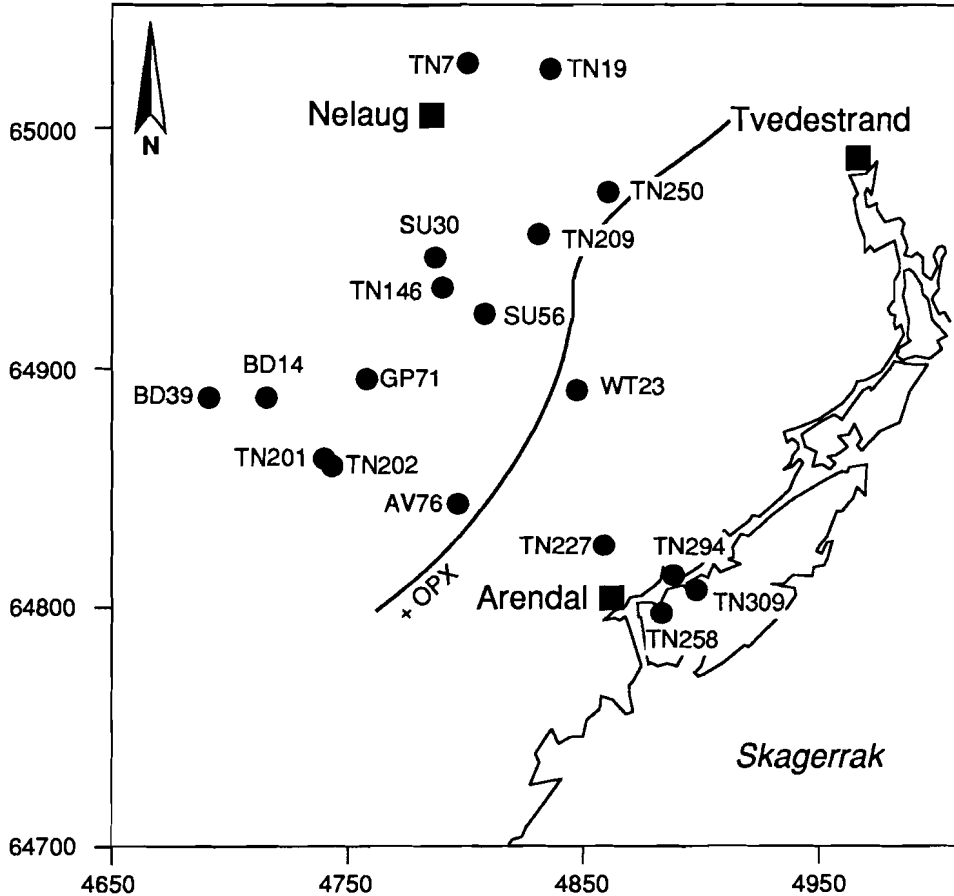 TN7
TN19
Nelaug
65000
Tvedestrand
N
TN250
SU30
TN209
TN146
SU56
64900
BD14
GP71
BD39
WT23
TN201
TN202
AV76
TN227
TN294
+ OPX
Arendal
TN309
64800
TN258
Skagerrak
64700
4650 4750 4850 4950